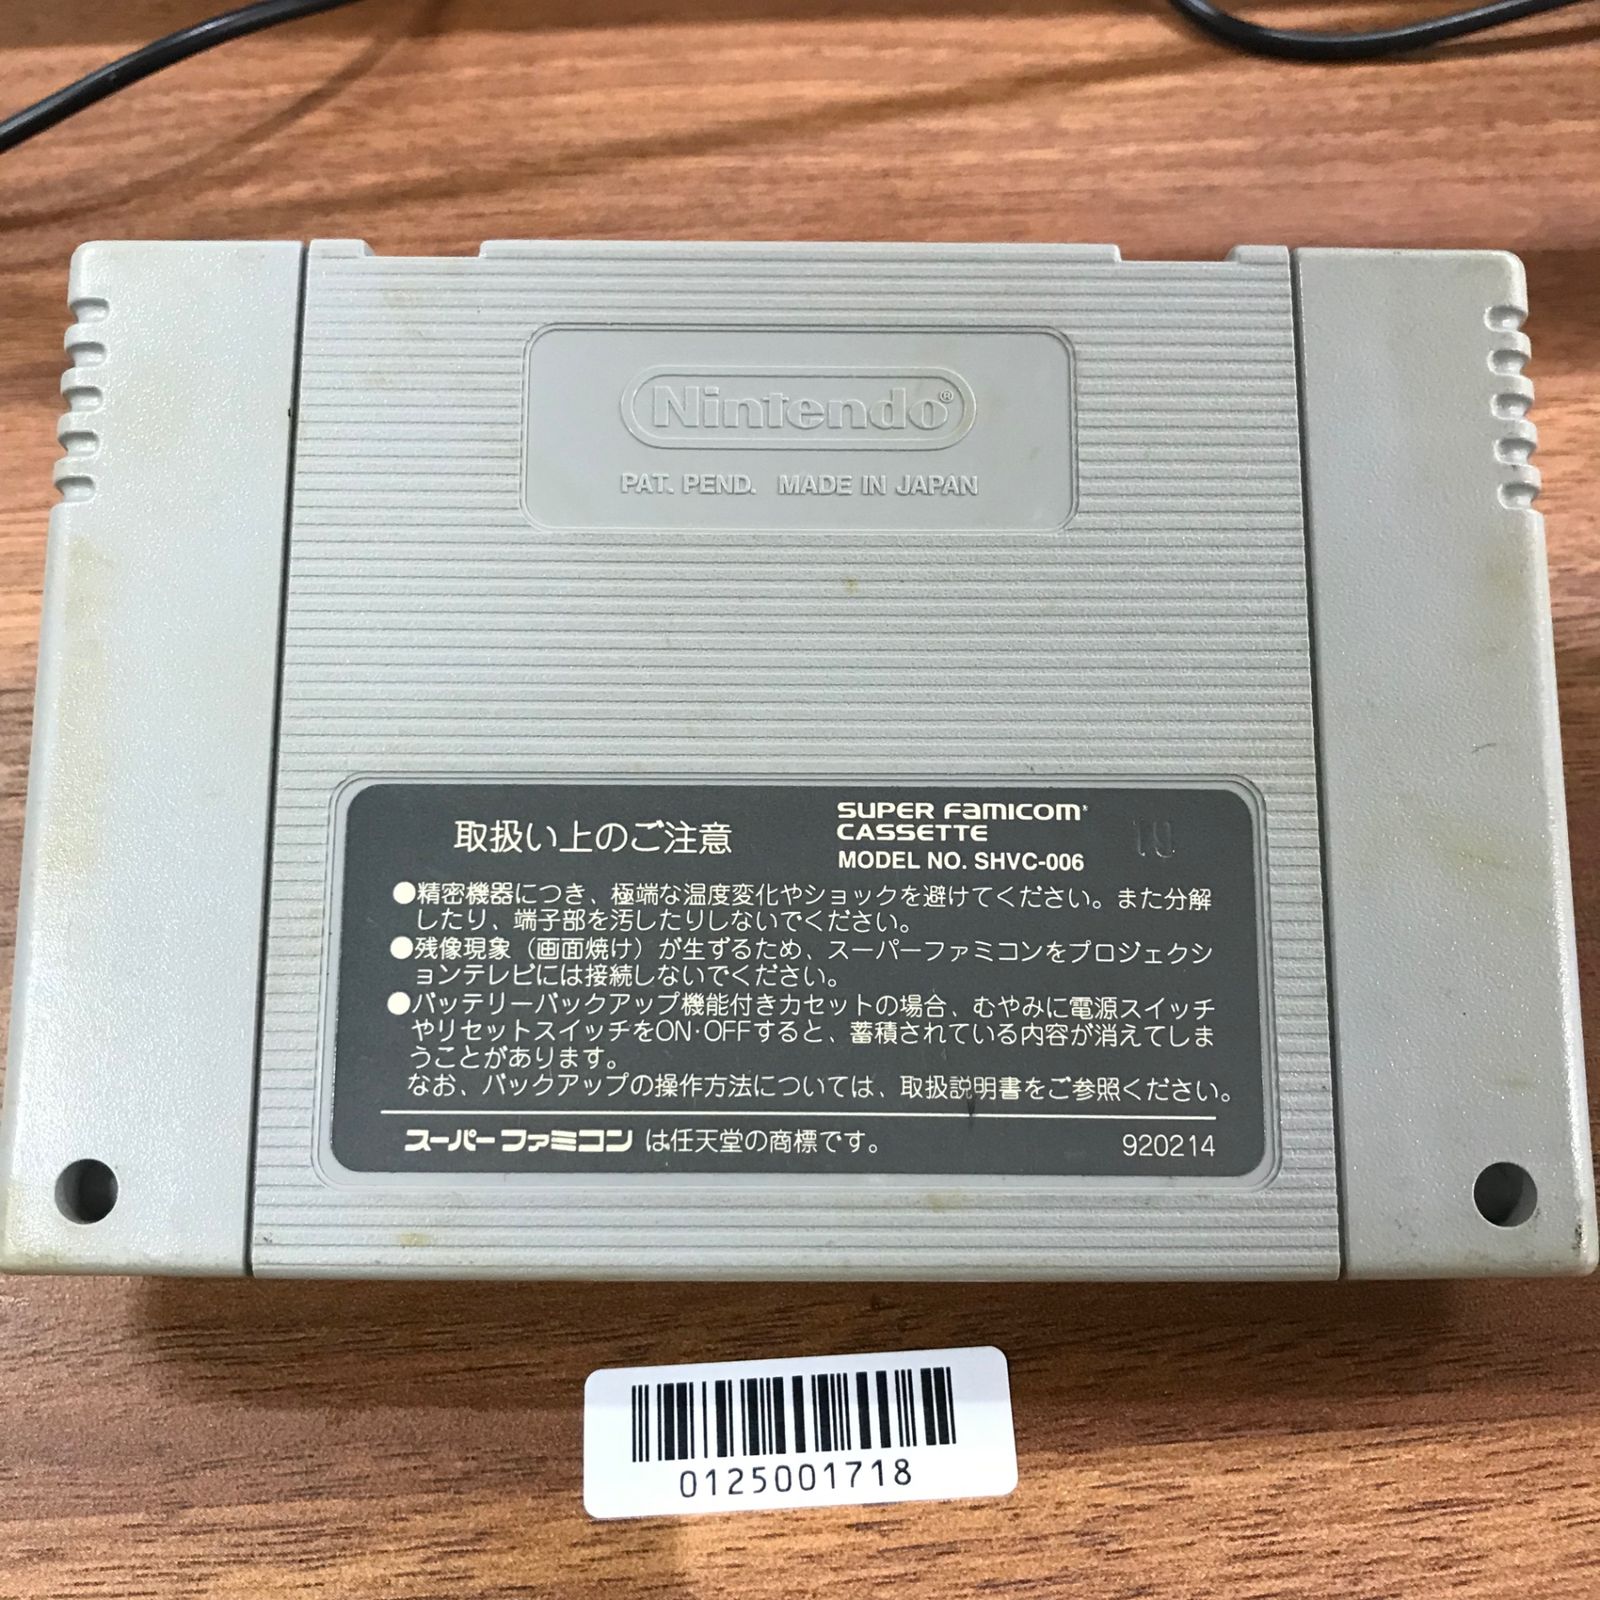 Nintendo®
PAT. PEND. MADE IN JAPAN
取扱い上のご注意
SUPER FAMICOM
CASSETTE
MODEL NO. SHVC-006
●精密機器につき、極端な温度変化やショックを避けてください。また分解
したり、端子部を汚したりしないでください。
●残像現象（画面焼け）が生ずるため、スーパーファミコンをプロジェクシ
ョンテレビには接続しないでください。
●バッテリーバックアップ機能付きカセットの場合、むやみに電源スイッチ
やリセットスイッチをON・OFFすると、蓄積されている内容が消えてしま
うことがあります。
なお、バックアップの操作方法については、取扱説明書をご参照ください。
スーパーファミコン は任天堂の商標です。
920214
0125001718